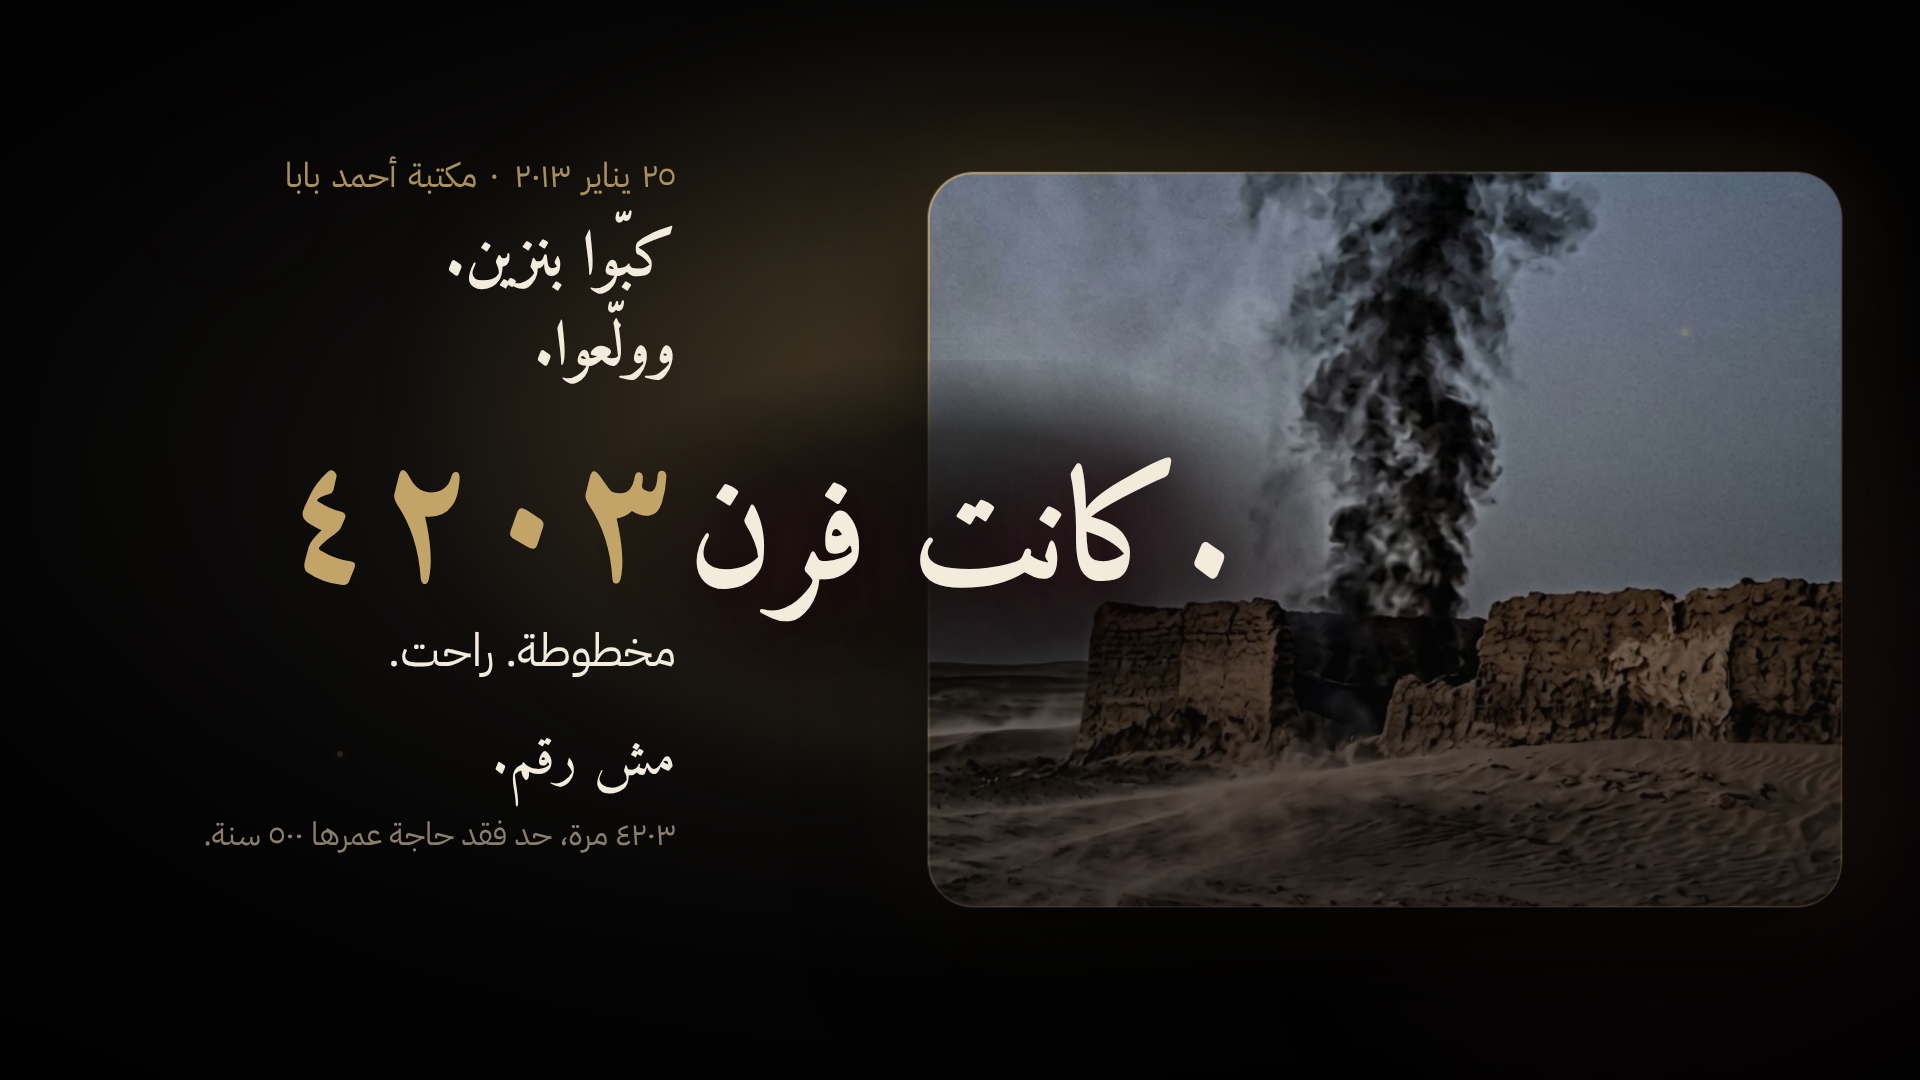 ٢٥ يناير ٢٠١٣ · مكتبة أحمد بابا
كبّوا بنزين.
وولّعوا.
كانت فرن.
٤٢٠٣
مخطوطة. راحت.
مش رقم.
٤٢٠٣ مرة، حد فقد حاجة عمرها ٥٠٠ سنة.